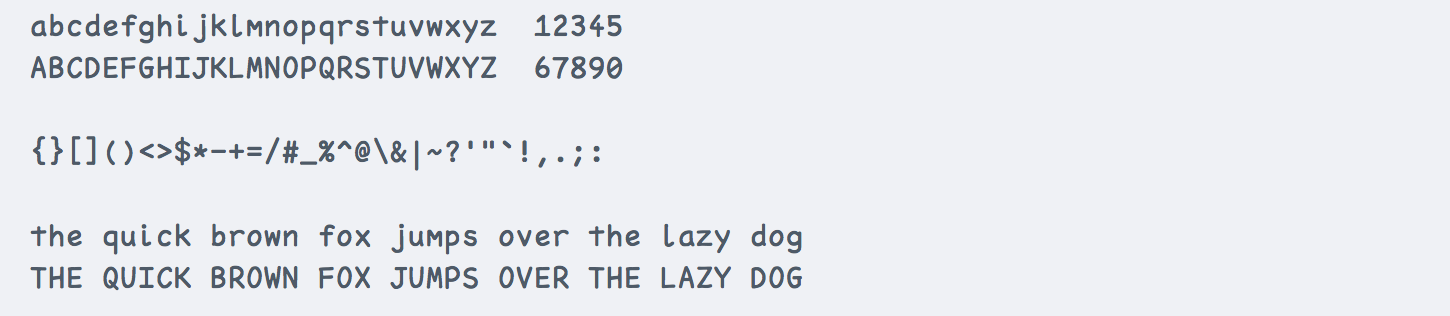 abcdefghijklmnopqrstuvwxyz  12345
ABCDEFGHIJKLMNOPQRSTUVWXYZ  67890
{}[]()<>$*-+=/#_%^@\&|~?'"`!,.;:
the quick brown fox jumps over the lazy dog
THE QUICK BROWN FOX JUMPS OVER THE LAZY DOG